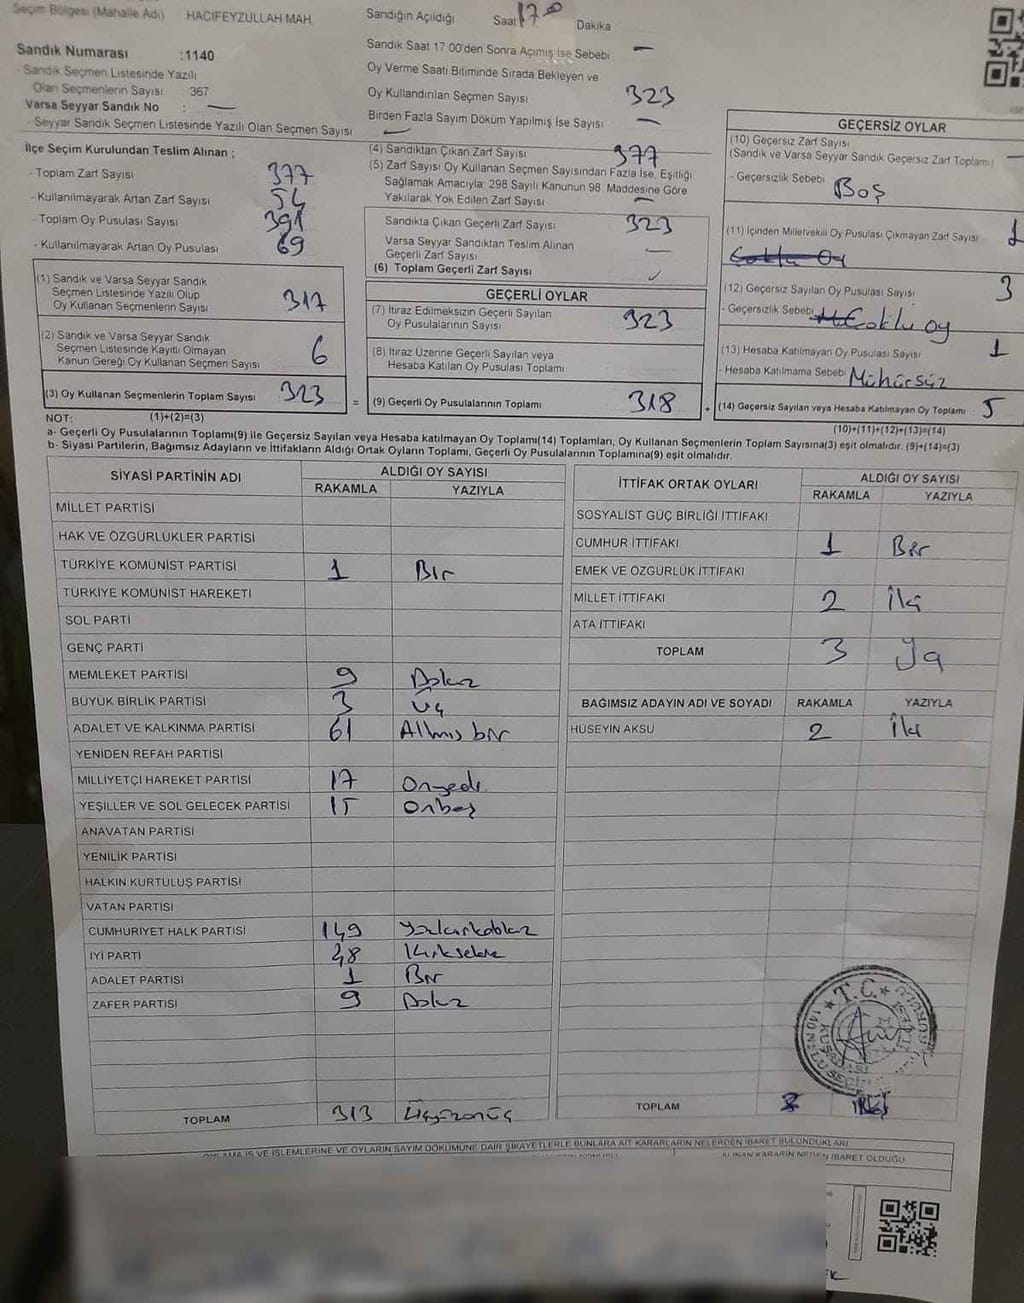 Seçim Bölgesi (Mahalle Adı) HACIFEYZULLAH MAH.
Sandık Numarası :1140
- Sandık Seçmen Listesinde Yazılı
Olan Seçmenlerin Sayısı : 367
Varsa Seyyar Sandık No : —
- Seyyar Sandık Seçmen Listesinde Yazılı Olan Seçmen Sayısı —
İlçe Seçim Kurulundan Teslim Alınan ;
- Toplam Zarf Sayısı 377
- Kullanılmayarak Artan Zarf Sayısı 54
- Toplam Oy Pusulası Sayısı 391
- Kullanılmayarak Artan Oy Pusulası 69
(1) Sandık ve Varsa Seyyar Sandık
Seçmen Listesinde Yazılı Olup
Oy Kullanan Seçmenlerin Sayısı 317
(2) Sandık ve Varsa Seyyar Sandık
Seçmen Listesinde Kayıtlı Olmayan
Kanun Gereği Oy Kullanan Seçmen Sayısı 6
(3) Oy Kullanan Seçmenlerin Toplam Sayısı 323 =
Sandığın Açıldığı Saat 17 00 Dakika
Sandık Saat 17 00'den Sonra Açımış İse Sebebi —
Oy Verme Saati Bitiminde Sırada Bekleyen ve
Oy Kullandırılan Seçmen Sayısı 323
Birden Fazla Sayım Döküm Yapılmış İse Sayısı —
(4) Sandıktan Çıkan Zarf Sayısı 377
(5) Zarf Sayısı Oy Kullanan Seçmen Sayısından Fazla İse, Eşitliği
Sağlamak Amacıyla: 298 Sayılı Kanunun 98. Maddesine Göre
Yakılarak Yok Edilen Zarf Sayısı —
Sandıkta Çıkan Geçerli Zarf Sayısı 323
Varsa Seyyar Sandıktan Teslim Alınan
Geçerli Zarf Sayısı —
(6) Toplam Geçerli Zarf Sayısı
GEÇERLİ OYLAR
(7) İtiraz Edilmeksizin Geçerli Sayılan
Oy Pusulalarının Sayısı 323
(8) İtiraz Üzerine Geçerli Sayılan veya
Hesaba Katılan Oy Pusulası Toplamı
(9) Geçerli Oy Pusulalarının Toplamı 318 +
GEÇERSİZ OYLAR
(10) Geçersiz Zarf Sayısı
(Sandık ve Varsa Seyyar Sandık Geçersiz Zarf Toplamı) —
- Geçersizlik Sebebi Boş
(11) İçinden Milletvekili Oy Pusulası Çıkmayan Zarf Sayısı 1
(12) Geçersiz Sayılan Oy Pusulası Sayısı 3
- Geçersizlik Sebebi Çoklu oy
(13) Hesaba Katılmayan Oy Pusulası Sayısı 1
- Hesaba Katılmama Sebebi Mühürsüz
(14) Geçersiz Sayılan veya Hesaba Katılmayan Oy Toplamı 5
NOT: (1)+(2)=(3) (10)+(11)+(12)+(13)=(14)
a- Geçerli Oy Pusulalarının Toplamı(9) ile Geçersiz Sayılan veya Hesaba katılmayan Oy Toplamı(14) Toplamları, Oy Kullanan Seçmenlerin Toplam Sayısına(3) eşit olmalıdır. (9)+(14)=(3)
b- Siyasi Partilerin, Bağımsız Adayların ve İttifakların Aldığı Ortak Oyların Toplamı, Geçerli Oy Pusulalarının Toplamına(9) eşit olmalıdır.
SİYASİ PARTİNİN ADI ALDIĞI OY SAYISI
RAKAMLA YAZIYLA
MİLLET PARTİSİ
HAK VE ÖZGÜRLÜKLER PARTİSİ
TÜRKİYE KOMÜNİST PARTİSİ 1 Bir
TÜRKİYE KOMÜNİST HAREKETİ
SOL PARTİ
GENÇ PARTİ
MEMLEKET PARTİSİ 9 Dokuz
BÜYÜK BİRLİK PARTİSİ 3 Üç
ADALET VE KALKINMA PARTİSİ 61 Altmış bir
YENİDEN REFAH PARTİSİ
MİLLİYETÇİ HAREKET PARTİSİ 17 Onyedi
YEŞİLLER VE SOL GELECEK PARTİSİ 15 Onbeş
ANAVATAN PARTİSİ
YENİLİK PARTİSİ
HALKIN KURTULUŞ PARTİSİ
VATAN PARTİSİ
CUMHURİYET HALK PARTİSİ 149 Yüzkırkdokuz
İYİ PARTİ 48 Kırksekiz
ADALET PARTİSİ 1 Bir
ZAFER PARTİSİ 9 Dokuz
TOPLAM 313 Üçyüzonüç
İTTİFAK ORTAK OYLARI ALDIĞI OY SAYISI
RAKAMLA YAZIYLA
SOSYALİST GÜÇ BİRLİĞİ İTTİFAKI
CUMHUR İTTİFAKI 1 Bir
EMEK VE ÖZGÜRLÜK İTTİFAKI
MİLLET İTTİFAKI 2 İki
ATA İTTİFAKI
TOPLAM 3
BAĞIMSIZ ADAYIN ADI VE SOYADI RAKAMLA YAZIYLA
HÜSEYİN AKSU 2 İki
TOPLAM
T.C.
KUŞADASI
İLÇESİ
1140 NOLU SEÇİM
İŞ VE İŞLEMLERİNE VE OYLARIN SAYIM DÖKÜMÜNE DAİR ŞİKAYETLERLE BUNLARA AİT KARARLARIN NELERDEN İBARET BULUNDUKLARI
ALINAN KARARIN NEDEN İBARET OLDUĞU